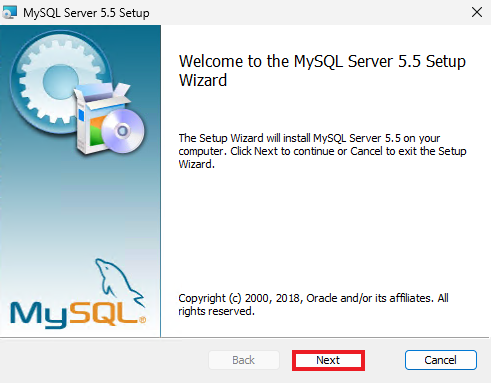 MySQL Server 5.5 Setup
Welcome to the MySQL Server 5.5 Setup
Wizard
The Setup Wizard will install MySQL Server 5.5 on your
computer. Click Next to continue or Cancel to exit the Setup
Wizard.
Copyright (c) 2000, 2018, Oracle and/or its affiliates. All
rights reserved.
MySQL®
Back
Next
Cancel